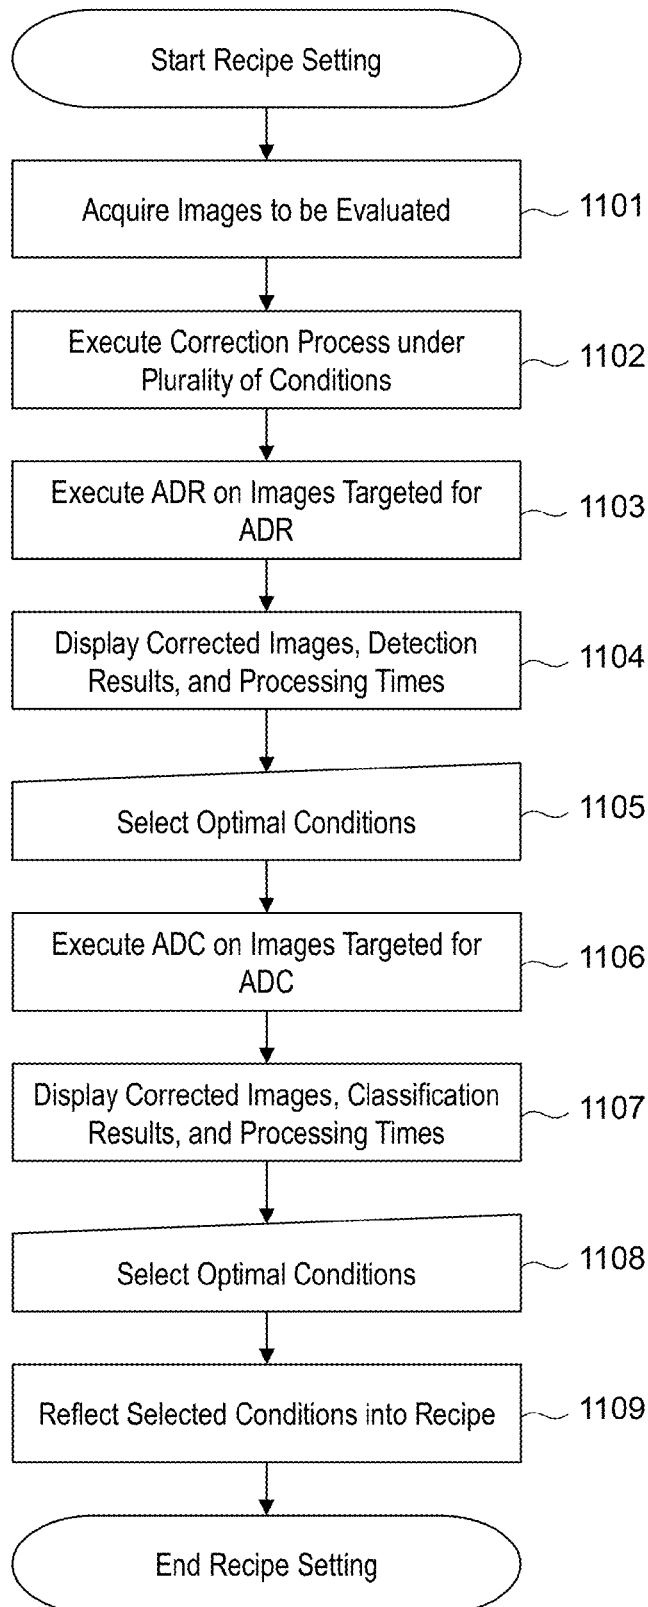 Start Recipe Setting
Acquire Images to be Evaluated
1101
Execute Correction Process under
Plurality of Conditions
1102
Execute ADR on Images Targeted for
ADR
1103
Display Corrected Images, Detection
Results, and Processing Times
1104
Select Optimal Conditions
1105
Execute ADC on Images Targeted for
ADC
1106
Display Corrected Images, Classification
Results, and Processing Times
1107
Select Optimal Conditions
1108
Reflect Selected Conditions into Recipe
1109
End Recipe Setting